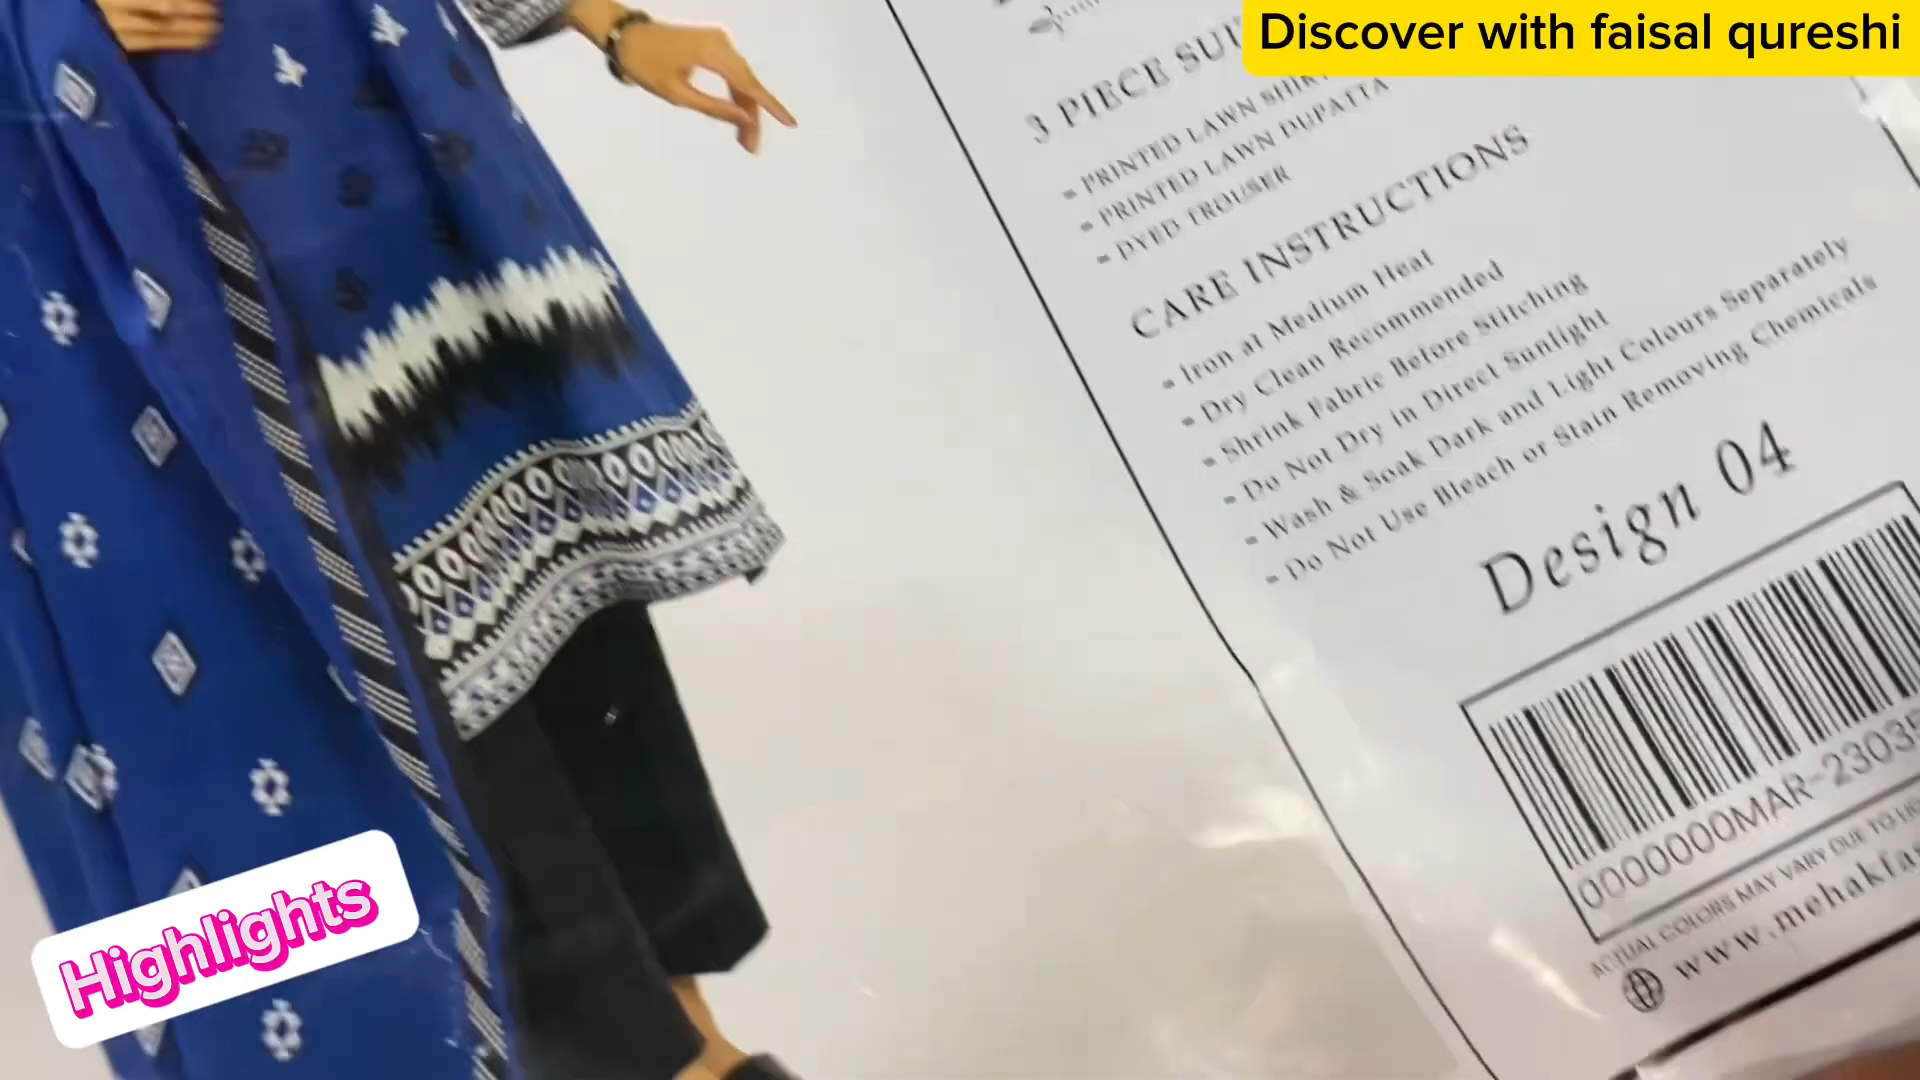 Discover with faisal qureshi
3 PIECE
- PRINTED LAWN SHIRT
- PRINTED LAWN DUPATTA
- DYED TROUSER
CARE INSTRUCTIONS
- Iron at Medium Heat
- Dry Clean Recommended
- Shrink Fabric Before Stitching
- Do Not Dry in Direct Sunlight
- Wash & Soak Dark and Light Colours Separately
- Do Not Use Bleach or Stain Removing Chemicals
Design 04
0000000MAR-2303
ACTUAL COLORS MAY VARY DUE TO
www.mehakfa
Highlights